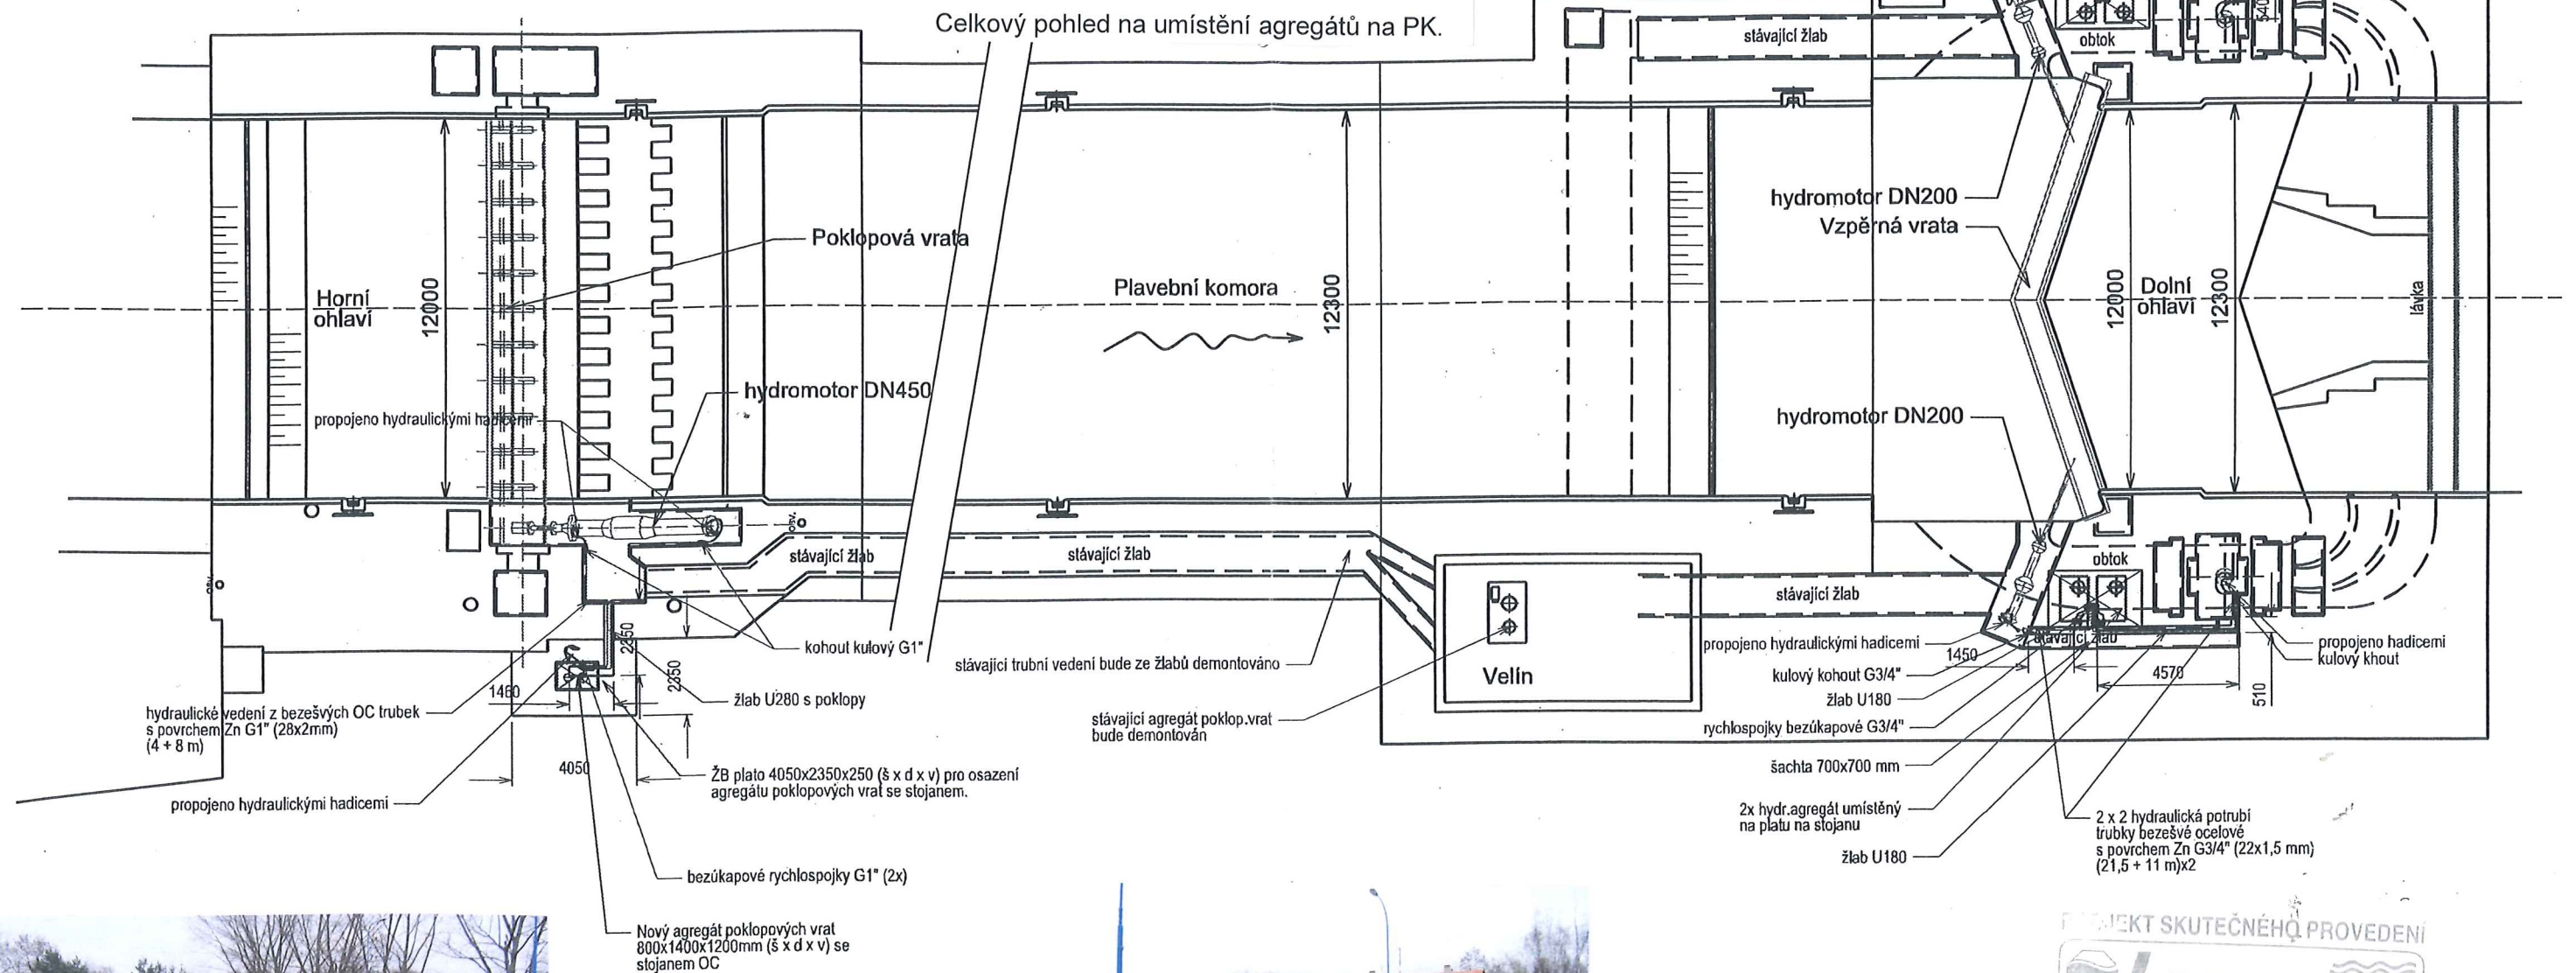 Celkový pohled na umístění agregátů na PK.
stávající žlab
obtok
540
hydromotor DN200
Vzpěrná vrata
Poklopová vrata
Horní
ohlaví
12000
Plavební komora
12300
12000
Dolní
ohlaví
12300
lávka
hydromotor DN450
propojeno hydraulickými hadicemi
hydromotor DN200
osv.
stávající žlab
stávající žlab
obtok
stávající žlab
stávající žlab
osv.
2250
kohout kulový G1"
stávající trubní vedení bude ze žlabů demontováno
Velín
propojeno hydraulickými hadicemi
1450
kulový kohout G3/4"
4570
510
propojeno hadicemi
kulový khout
1460
2350
žlab U280 s poklopy
žlab U180
hydraulické vedení z bezešvých OC trubek
s povrchem Zn G1" (28x2mm)
(4 + 8 m)
stávající agregát poklop.vrat
bude demontován
rychlospojky bezúkapové G3/4"
4050
ŽB plato 4050x2350x250 (š x d x v) pro osazení
agregátu poklopových vrat se stojanem.
šachta 700x700 mm
propojeno hydraulickými hadicemi
2x hydr.agregát umístěný
na platu na stojanu
2 x 2 hydraulická potrubí
trubky bezešvé ocelové
s povrchem Zn G3/4" (22x1,5 mm)
(21,5 + 11 m)x2
žlab U180
bezúkapové rychlospojky G1" (2x)
Nový agregát poklopových vrat
800x1400x1200mm (š x d x v) se
stojanem OC
SKUTEČNÉHO PROVEDENÍ